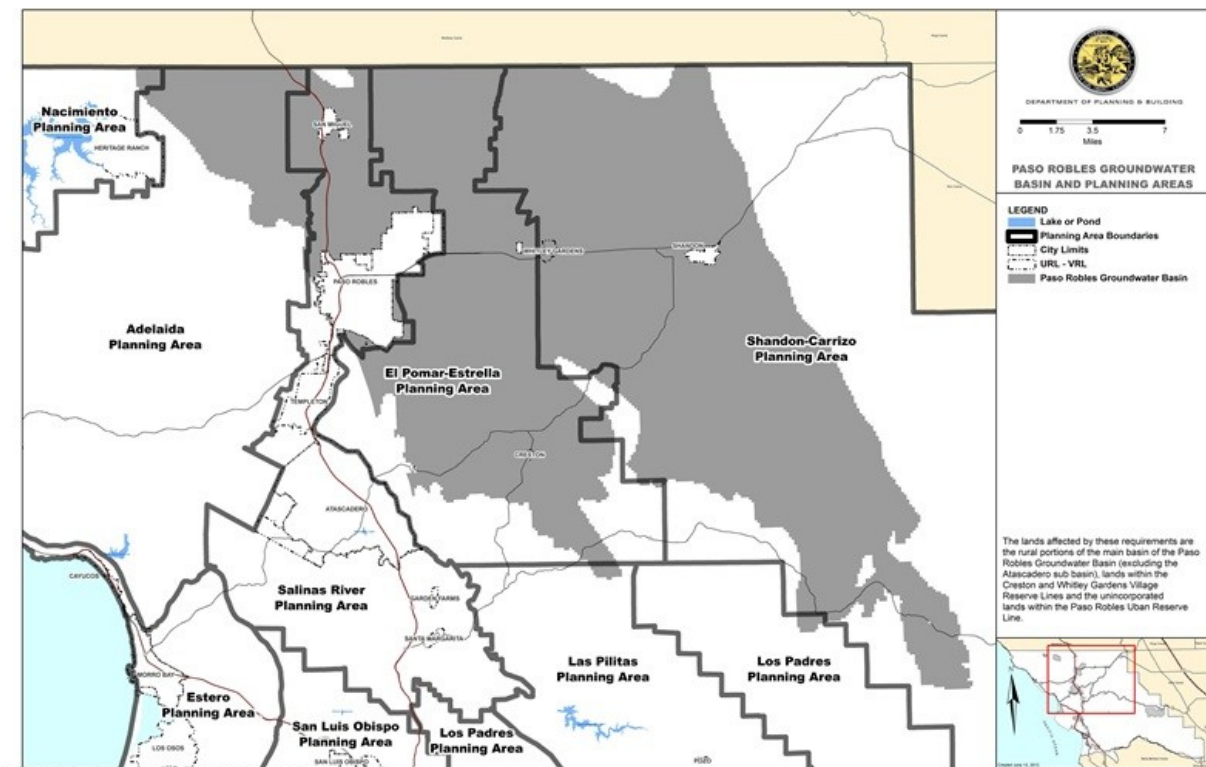 Nacimiento
Planning Area
HERITAGE RANCH
SAN MIGUEL
WHITLEY GARDENS
SHANDON
PASO ROBLES
Adelaida
Planning Area
Shandon-Carrizo
Planning Area
El Pomar-Estrella
Planning Area
TEMPLETON
CRESTON
ATASCADERO
CAYUCOS
Salinas River
Planning Area
GARDEN FARMS
SANTA MARGARITA
Las Pilitas
Planning Area
Los Padres
Planning Area
MORRO BAY
Estero
Planning Area
San Luis Obispo
Planning Area
Los Padres
Planning Area
LOS OSOS
SAN LUIS OBISPO
POZO
DEPARTMENT OF PLANNING & BUILDING
0 1.75 3.5 7
Miles
PASO ROBLES GROUNDWATER
BASIN AND PLANNING AREAS
LEGEND
Lake or Pond
Planning Area Boundaries
City Limits
URL - VRL
Paso Robles Groundwater Basin
The lands affected by these requirements are
the rural portions of the main basin of the Paso
Robles Groundwater Basin (excluding the
Atascadero sub basin), lands within the
Creston and Whitley Gardens Village
Reserve Lines and the unincorporated
lands within the Paso Robles Uban Reserve
Line.